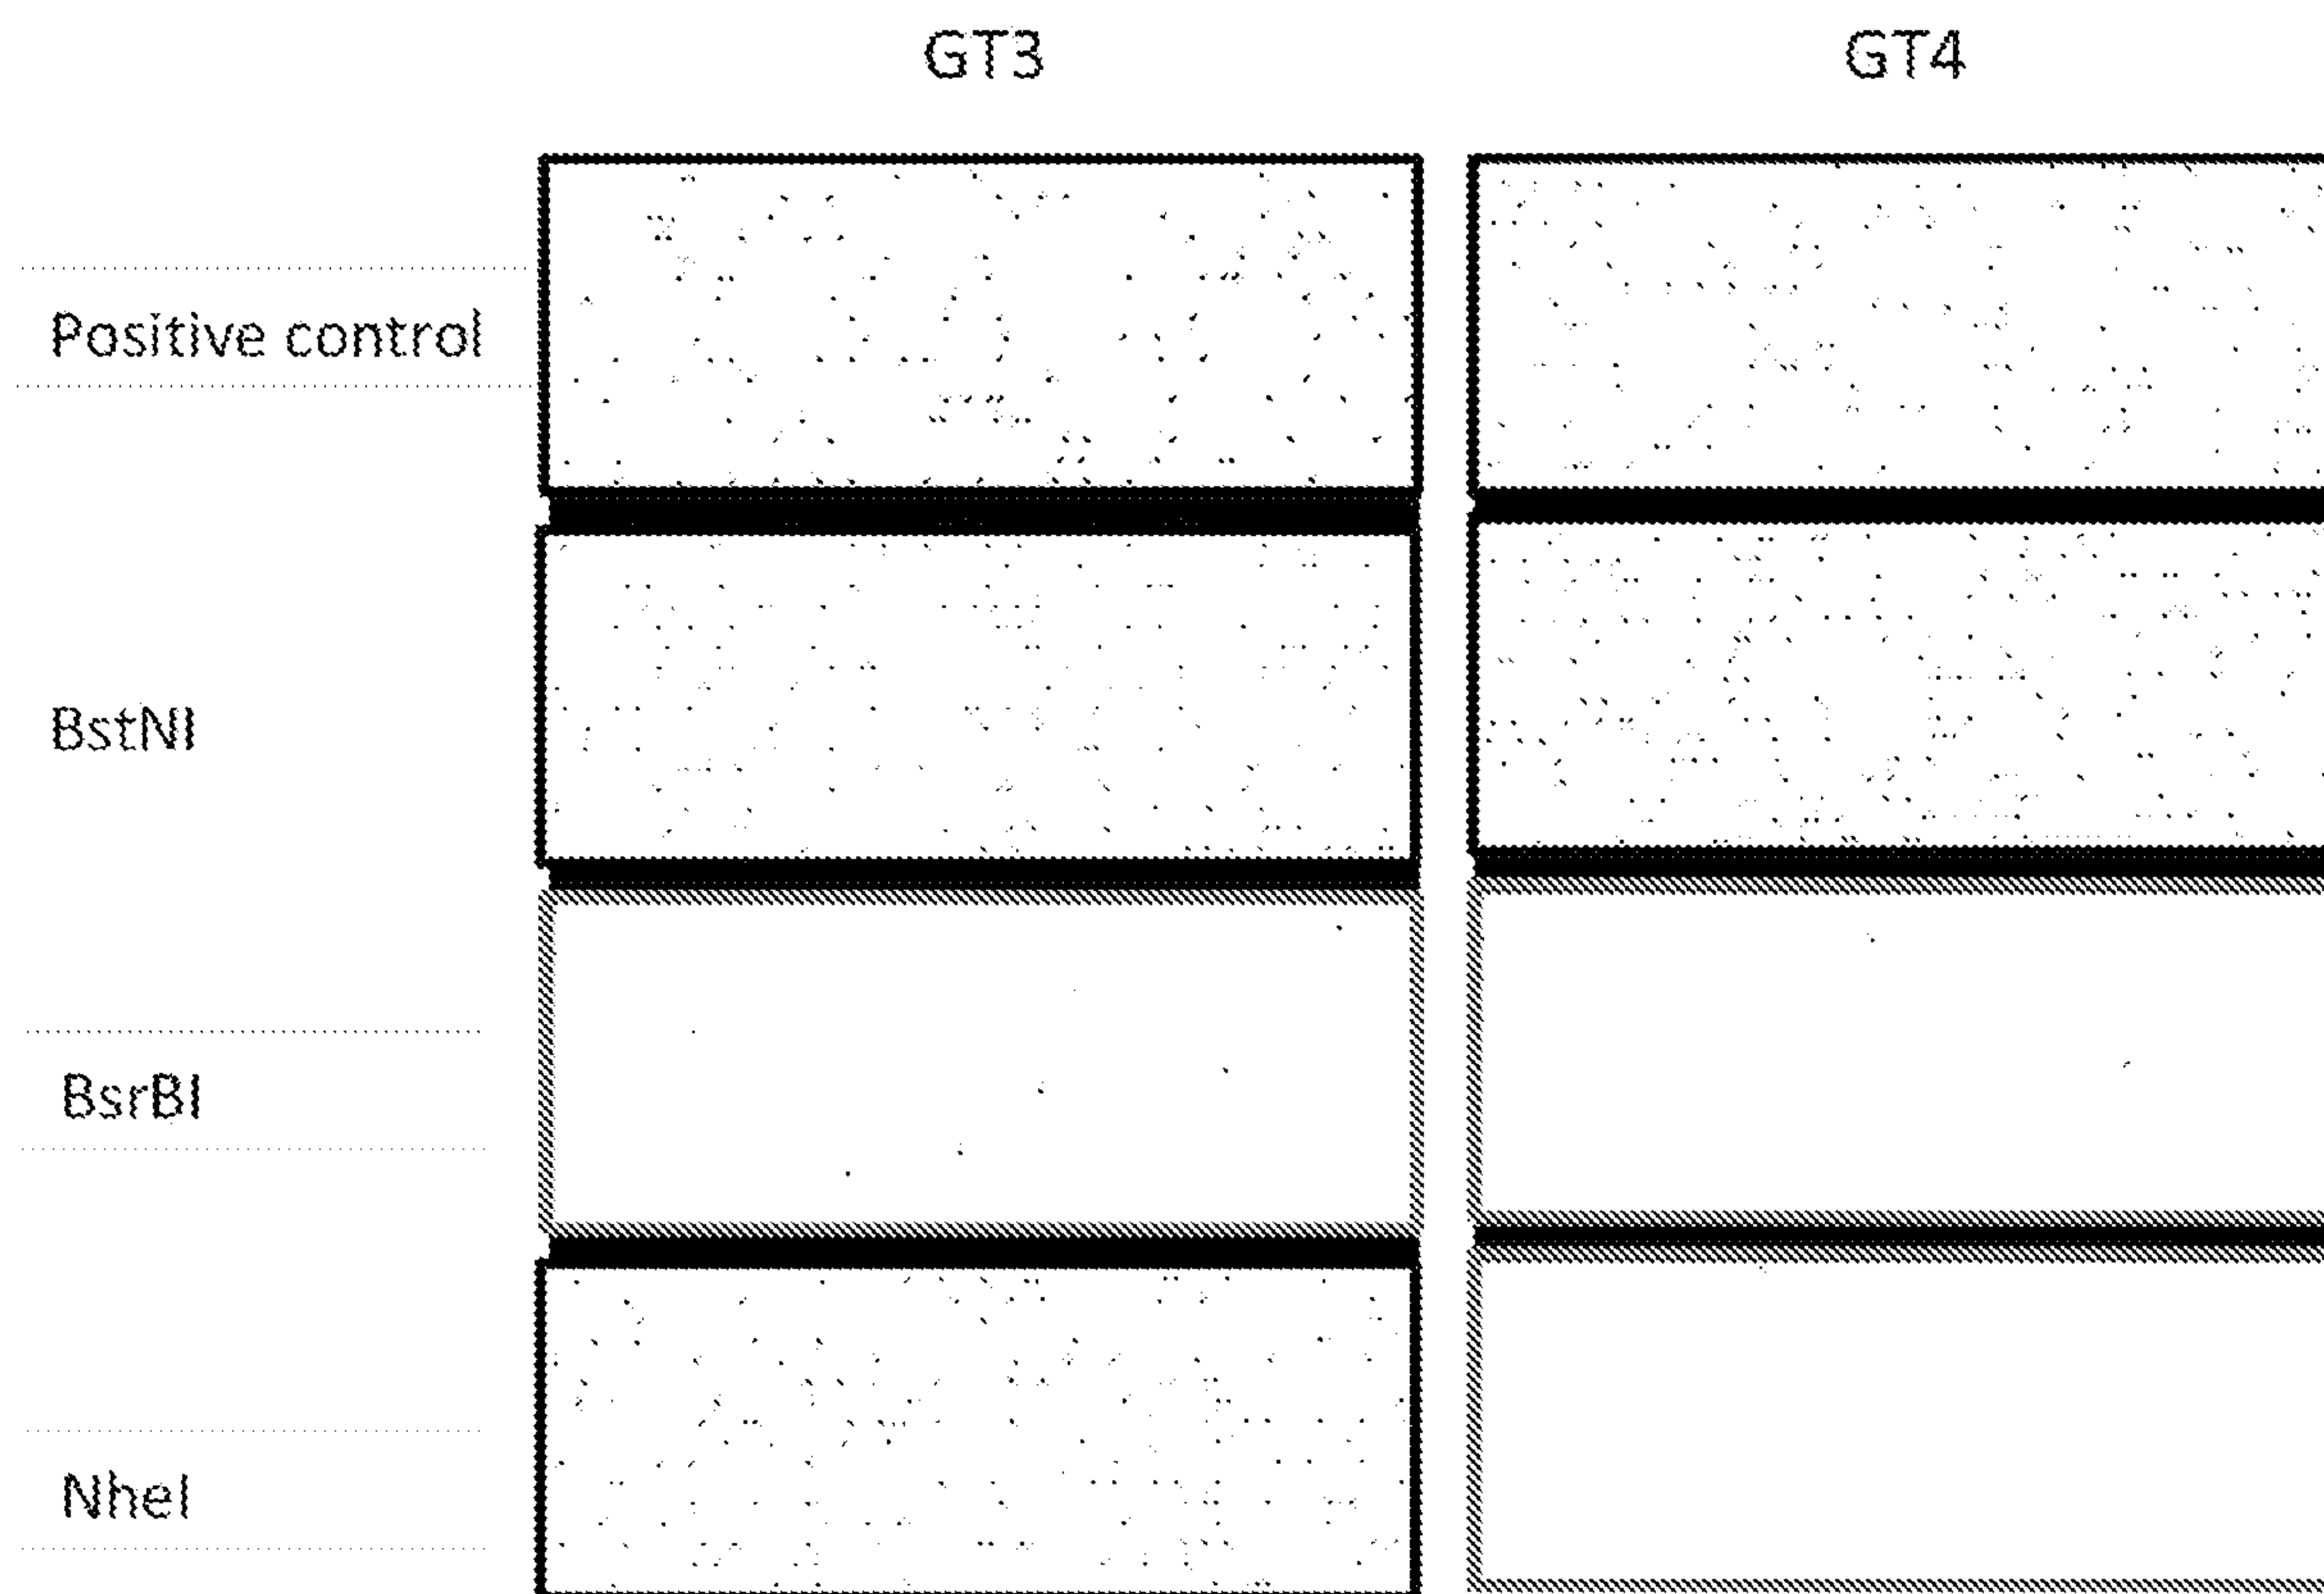 GT3 GT4
Positive control
BstNI
BsrBI
NheI